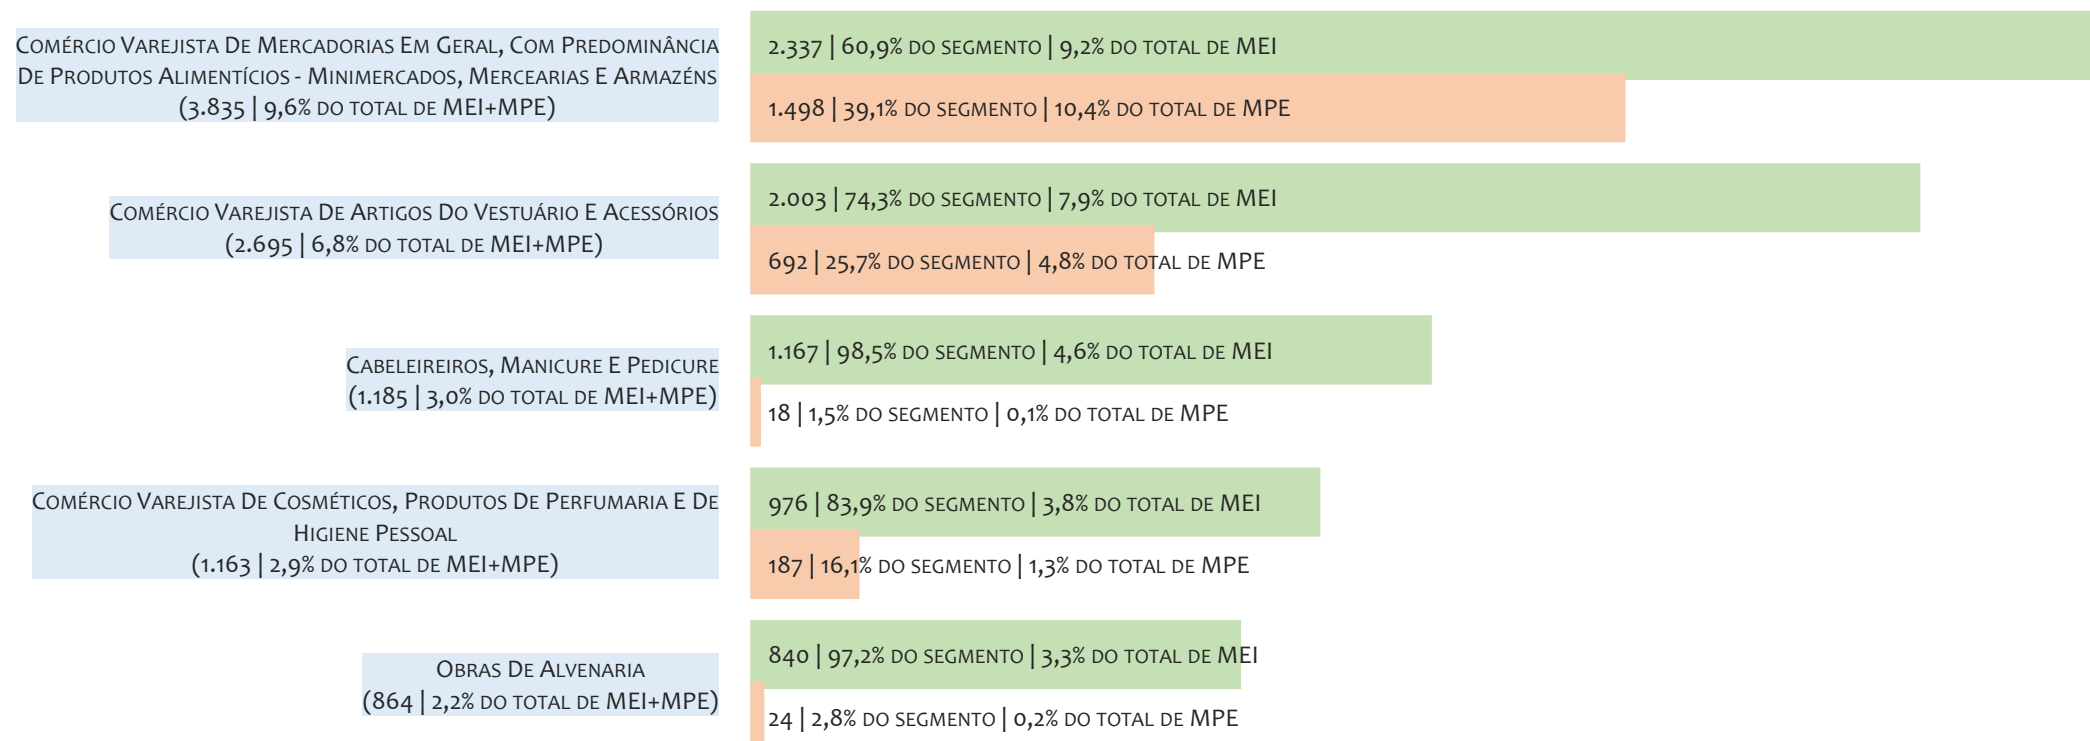 Comércio Varejista De Mercadorias Em Geral, Com Predominância
De Produtos Alimentícios - Minimercados, Mercearias E Armazéns
(3.835 | 9,6% do total de MEI+MPE)
2.337 | 60,9% do segmento | 9,2% do total de MEI
1.498 | 39,1% do segmento | 10,4% do total de MPE
Comércio Varejista De Artigos Do Vestuário E Acessórios
(2.695 | 6,8% do total de MEI+MPE)
2.003 | 74,3% do segmento | 7,9% do total de MEI
692 | 25,7% do segmento | 4,8% do total de MPE
Cabeleireiros, Manicure E Pedicure
(1.185 | 3,0% do total de MEI+MPE)
1.167 | 98,5% do segmento | 4,6% do total de MEI
18 | 1,5% do segmento | 0,1% do total de MPE
Comércio Varejista De Cosméticos, Produtos De Perfumaria E De
Higiene Pessoal
(1.163 | 2,9% do total de MEI+MPE)
976 | 83,9% do segmento | 3,8% do total de MEI
187 | 16,1% do segmento | 1,3% do total de MPE
Obras De Alvenaria
(864 | 2,2% do total de MEI+MPE)
840 | 97,2% do segmento | 3,3% do total de MEI
24 | 2,8% do segmento | 0,2% do total de MPE